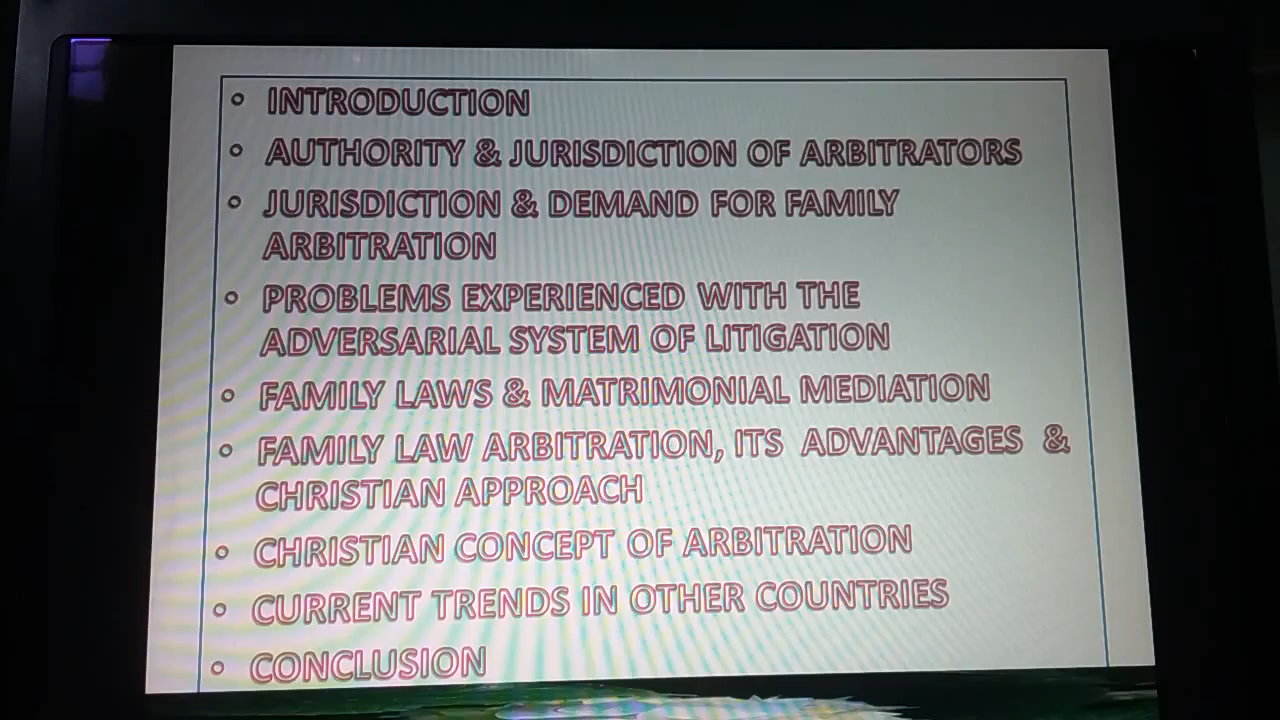 • INTRODUCTION
• AUTHORITY & JURISDICTION OF ARBITRATORS
• JURISDICTION & DEMAND FOR FAMILY
ARBITRATION
• PROBLEMS EXPERIENCED WITH THE
ADVERSARIAL SYSTEM OF LITIGATION
• FAMILY LAWS & MATRIMONIAL MEDIATION
• FAMILY LAW ARBITRATION, ITS ADVANTAGES &
CHRISTIAN APPROACH
• CHRISTIAN CONCEPT OF ARBITRATION
• CURRENT TRENDS IN OTHER COUNTRIES
• CONCLUSION